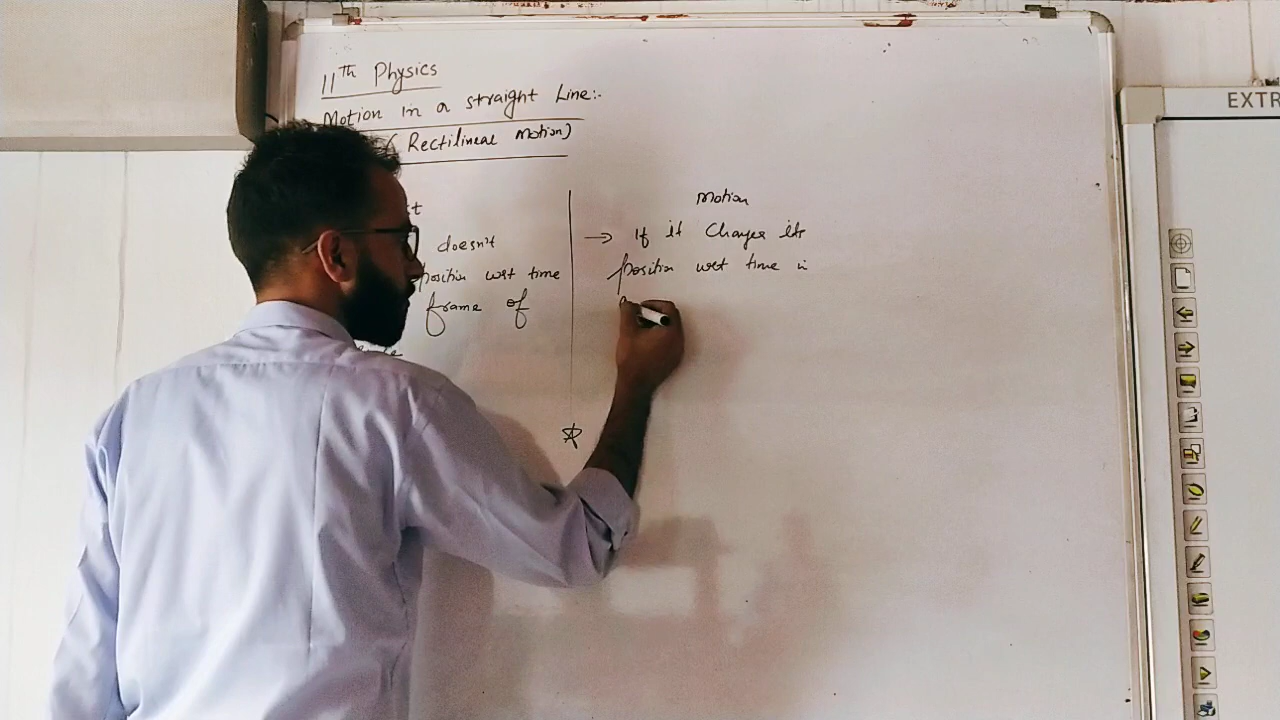 11th Physics
Motion in a straight Line:-
(Rectilinear Motion)
doesn't
position wrt time
frame of
Motion
→ If it Changes its
position wrt time in
EXTR